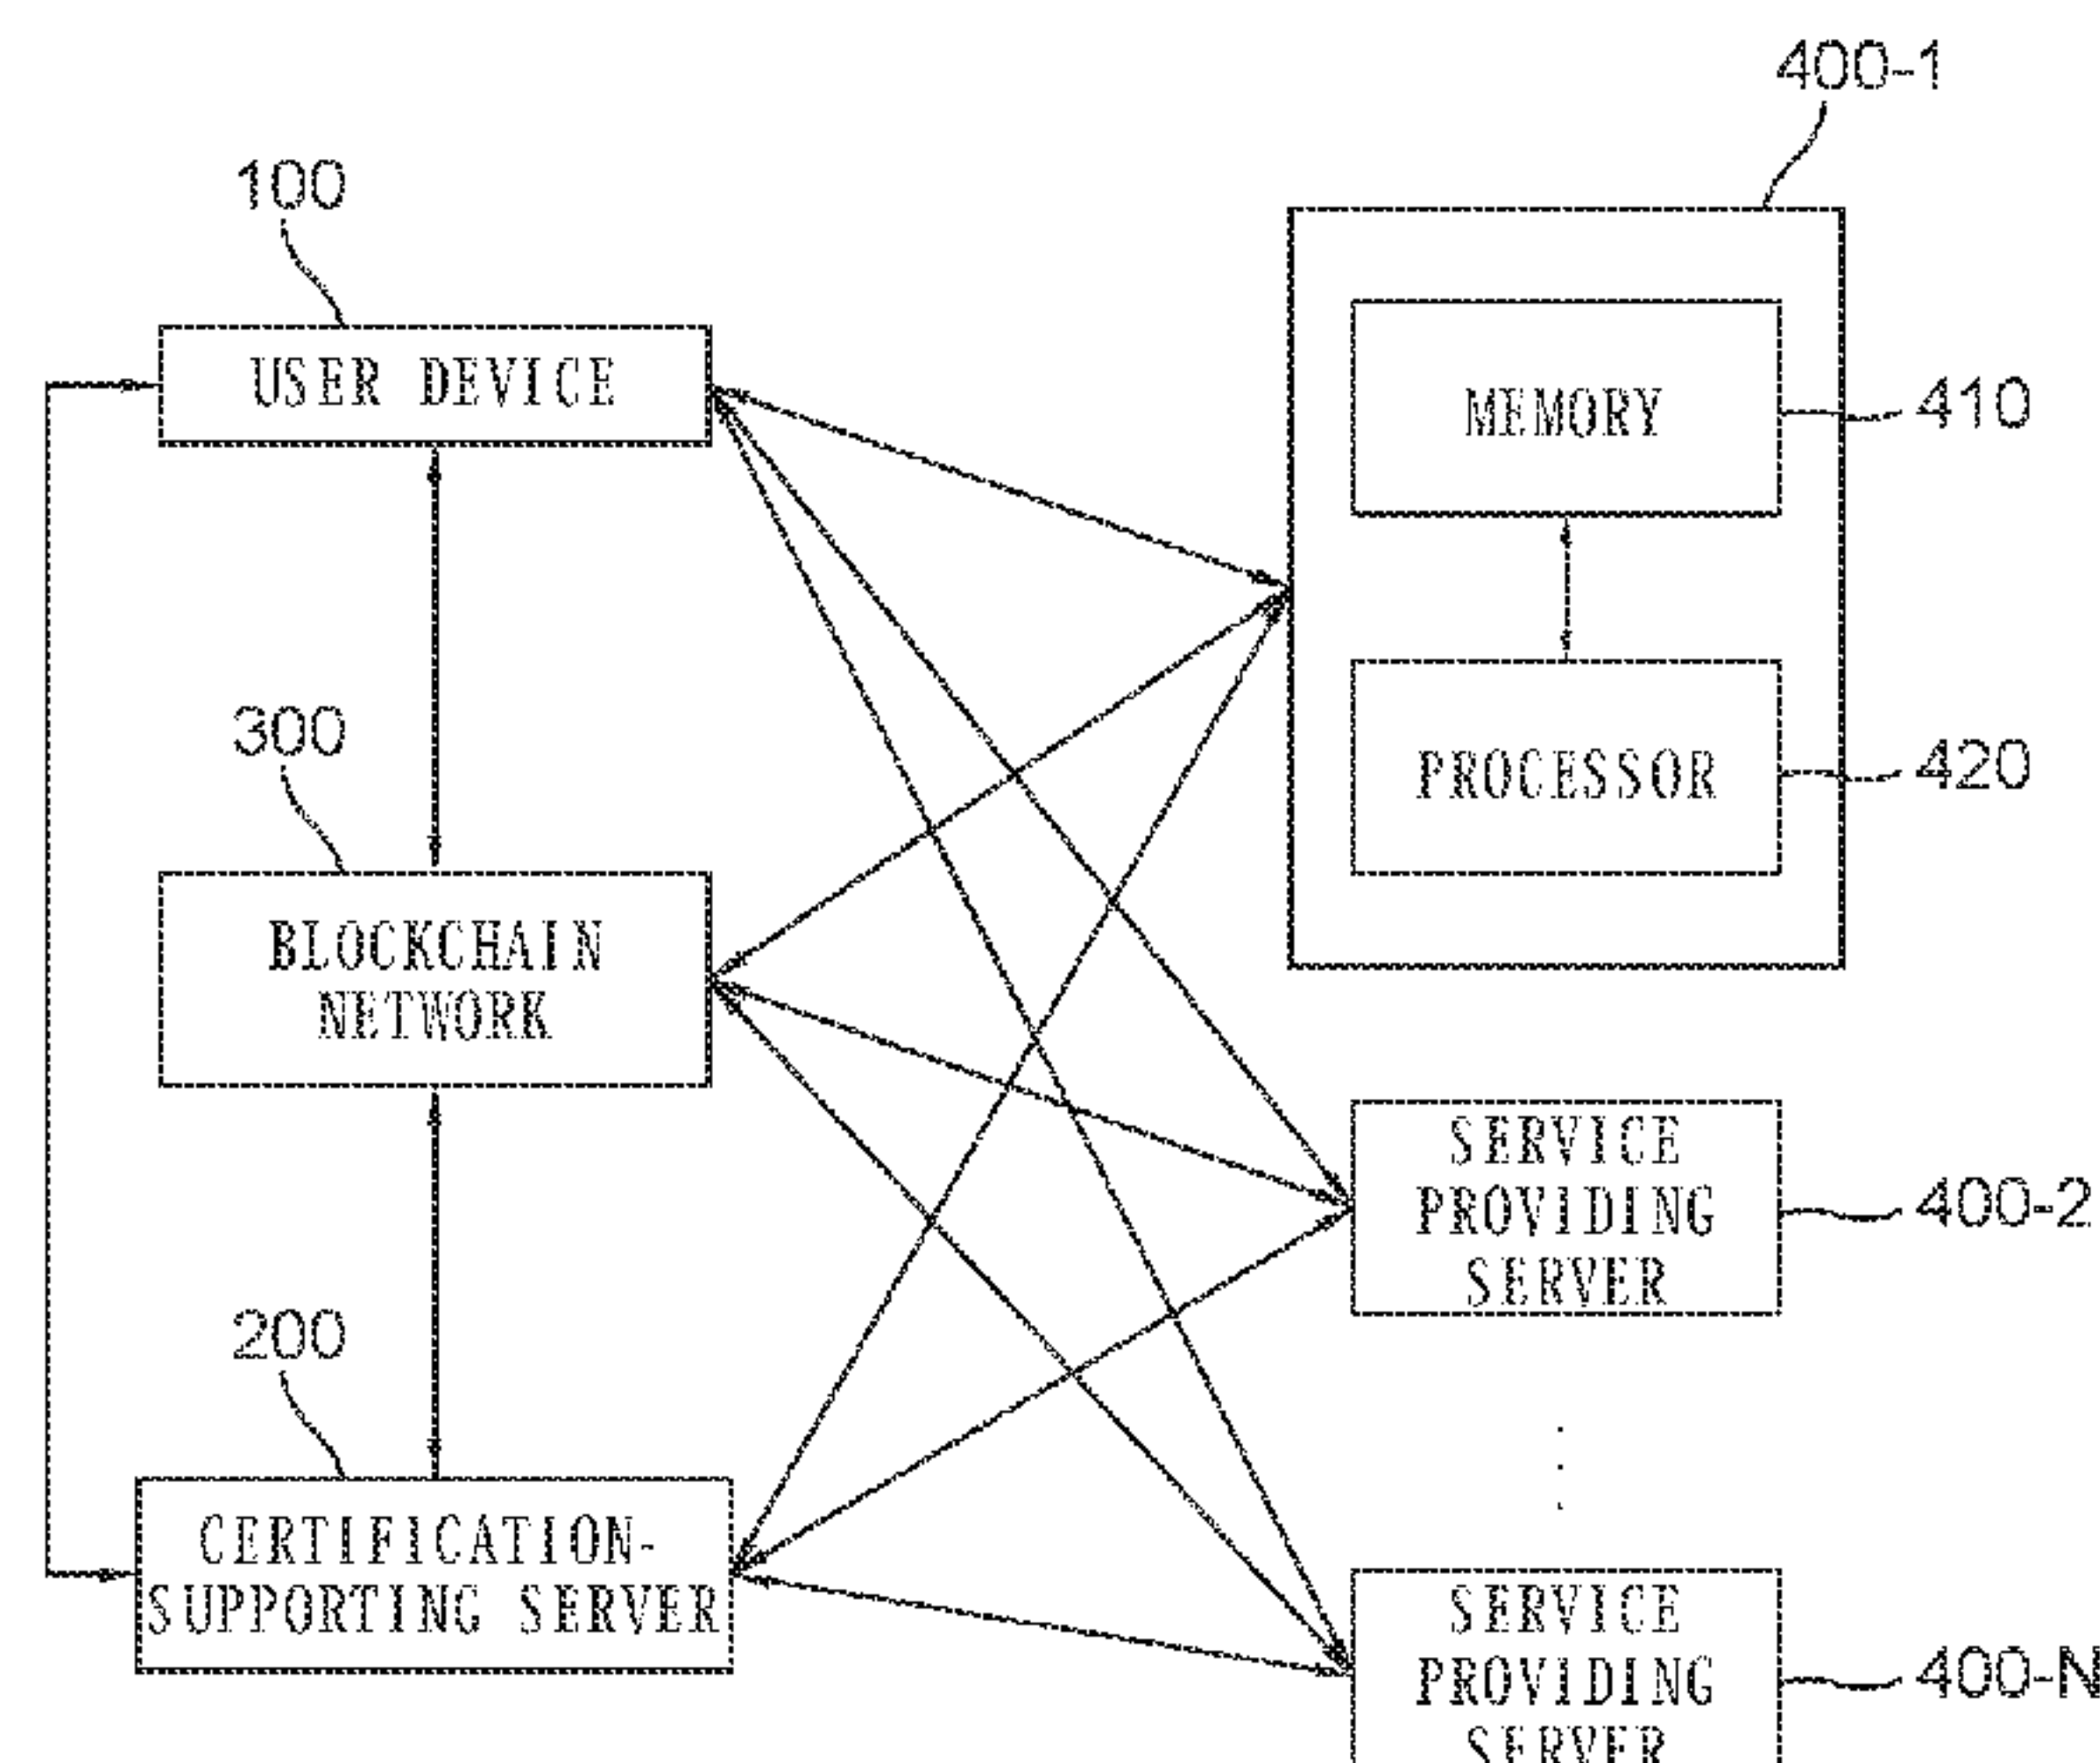 400-1
100
USER DEVICE
MEMORY
410
300
PROCESSOR
420
BLOCKCHAIN
NETWORK
SERVICE
PROVIDING
SERVER
400-2
200
CERTIFICATION-
SUPPORTING SERVER
SERVICE
PROVIDING
SERVER
400-N